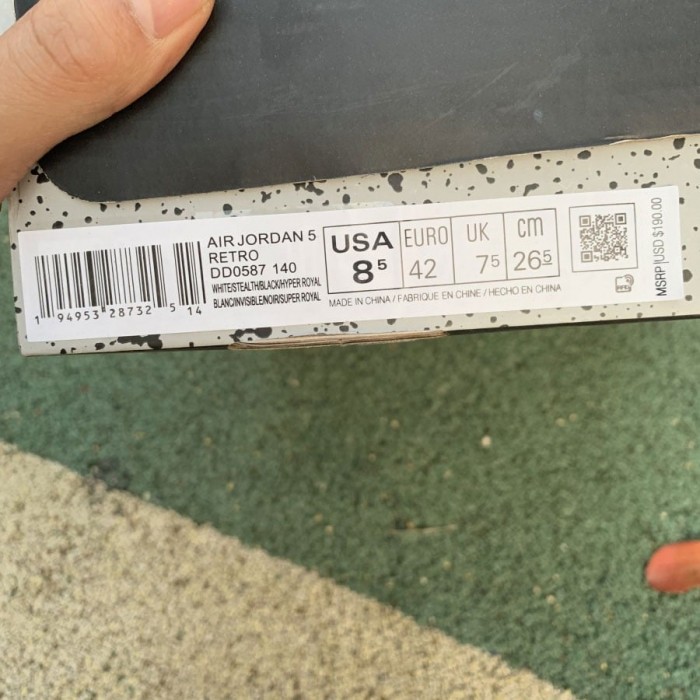 AIR JORDAN 5
RETRO
DD0587 140
WHITE/STEALTH/BLACK/HYPER ROYAL
BLANC/INVISIBLE/NOIR/SUPER ROYAL
1 94953 28732 5 14
USA
8⁵
EURO
42
UK
7⁵
cm
26⁵
MADE IN CHINA / FABRIQUE EN CHINE / HECHO EN CHINA
MSRP|USD $190.00